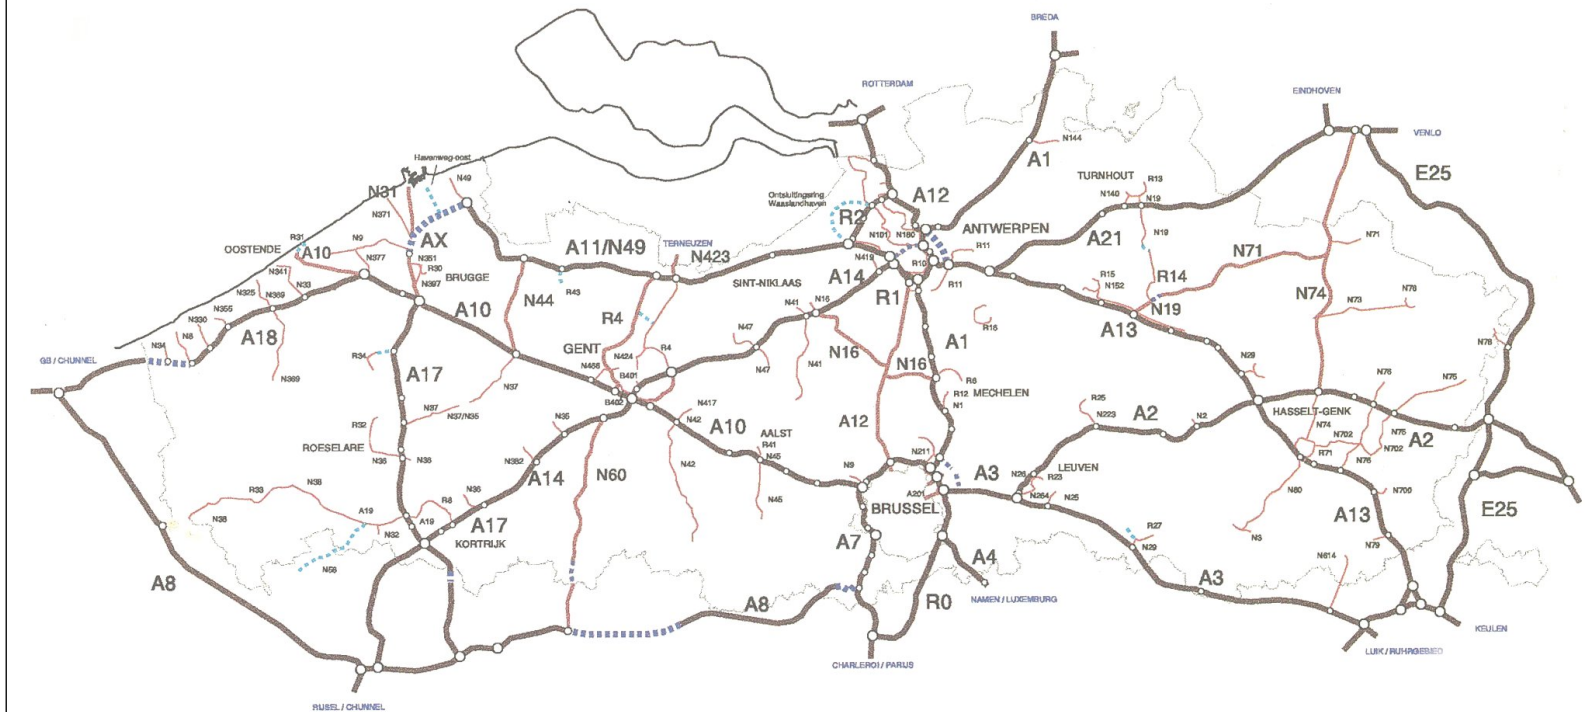 BREDA
ROTTERDAM
EINDHOVEN
VENLO
N144
A1
E25
Havenweg-oost
N49
N31
N371
TURNHOUT
R13
N140
N19
Ontsluitingsring
Waaslandhaven
A12
R2
N101
N180
ANTWERPEN
R31
OOSTENDE
A10
N9
N377
AX
N351
R30
N397
BRUGGE
A11/N49
TERNEUZEN
N423
N419
R10
R11
R11
A21
N19
N71
N71
N341
N325
N369
N33
N355
N330
N8
N34
A18
N369
A10
N44
R43
SINT-NIKLAAS
A14
R1
R15
N152
R14
N19
N74
N73
N76
N78
A13
R16
GB / CHUNNEL
R34
A17
R4
GENT
N466
N424
R4
B401
B402
N37
N37
N37/N35
N47
N47
N41
N16
N41
N16
N16
A1
R6
MECHELEN
R12
N1
N29
N76
N75
R25
N223
A2
N2
HASSELT-GENK
N74
N702
R71
N76
N75
N702
A2
R32
ROESELARE
N36
N36
N35
N382
A14
N60
N417
N42
A10
AALST
R41
N45
N42
N45
A12
N9
N211
A201
BRUSSEL
A3
LEUVEN
N26
R23
N264
N25
N80
N3
N700
A13
N79
E25
R33
N38
N38
A19
A19
R8
N36
N32
A17
KORTRIJK
N58
A8
A7
A4
R0
R27
N29
A3
N614
NAMEN / LUXEMBURG
A8
CHARLEROI / PARIJS
LUIK / RUHRGEBIED
KEULEN
RIJSEL / CHUNNEL